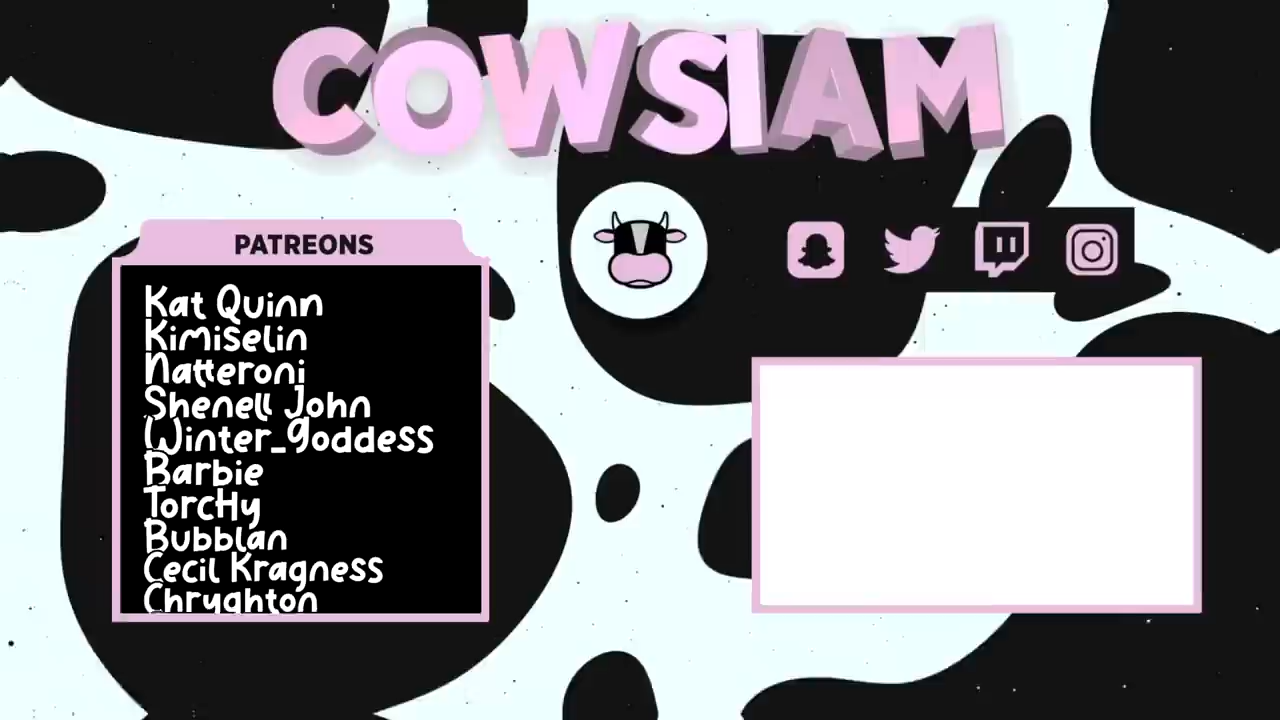 COWSIAM
PATREONS
Kat Quinn
Kimiselin
Natteroni
Shenell John
Winter_goddess
Barbie
TorcHy
Bubblan
Cecil Kragness
Chryghton